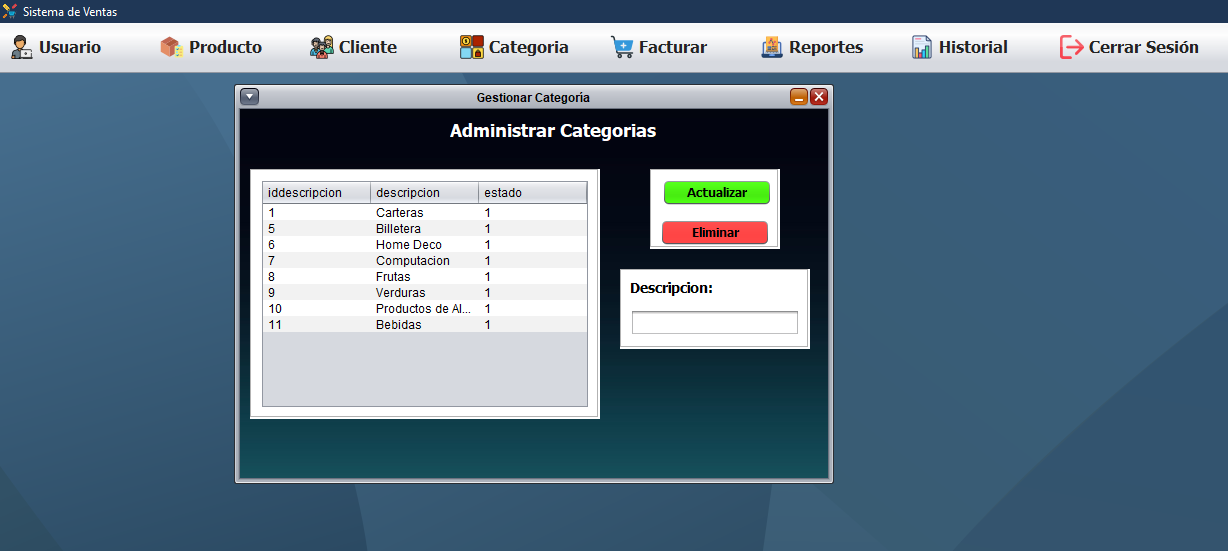 Sistema de Ventas
Usuario Producto Cliente Categoria Facturar Reportes Historial Cerrar Sesión
Gestionar Categoría
Administrar Categorias
iddescripcion descripcion estado
1 Carteras 1
5 Billetera 1
6 Home Deco 1
7 Computacion 1
8 Frutas 1
9 Verduras 1
10 Productos de Al... 1
11 Bebidas 1
Actualizar
Eliminar
Descripcion: